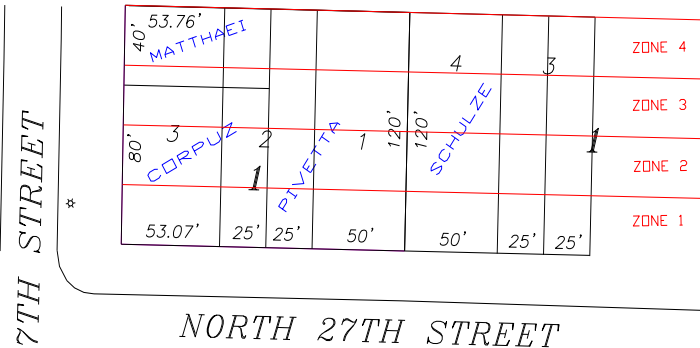 53.76'
40'
MATTHAEI
4
3
ZONE 4
ZONE 3
80'
3
CORPUZ
2
PIVETTA
1
120'
120'
SCHULZE
1
ZONE 2
1
ZONE 1
53.07'
25'
25'
50'
50'
25'
25'
7TH STREET
NORTH 27TH STREET